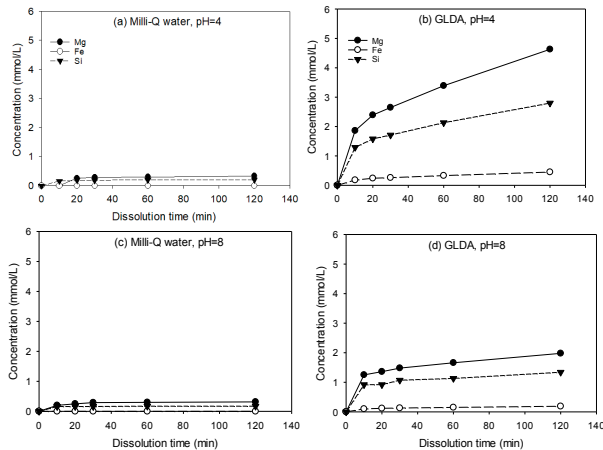 (a) Milli-Q water, pH=4
Mg
Fe
Si
Concentration (mmol/L)
6
5
4
3
2
1
0
0 20 40 60 80 100 120 140
Dissolution time (min)
(b) GLDA, pH=4
Mg
Fe
Si
Concentration (mmol/L)
6
5
4
3
2
1
0
0 20 40 60 80 100 120 140
Dissolution time (min)
(c) Milli-Q water, pH=8
Concentration (mmol/L)
6
5
4
3
2
1
0
0 20 40 60 80 100 120 140
Dissolution time (min)
(d) GLDA, pH=8
Concentration (mmol/L)
6
5
4
3
2
1
0
0 20 40 60 80 100 120 140
Dissolution time (min)